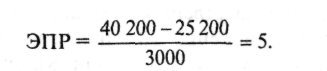 ЭПР = (40 200 – 25 200) / 3000 = 5.